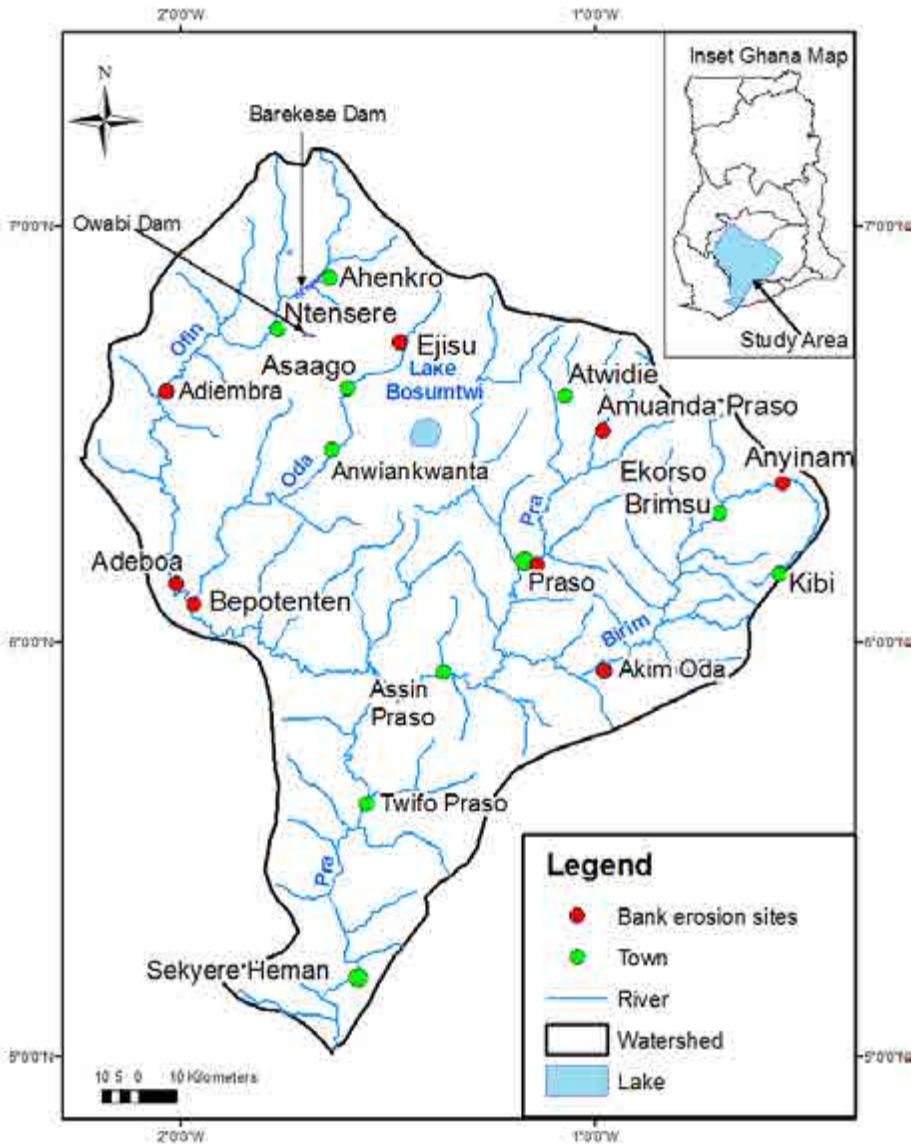 2°0'0"W
1°0'0"W
Inset Ghana Map
N
Barekese Dam
Owabi Dam
7°0'0"N
7°0'0"N
Study Area
Ahenkro
Ntensere
Ofin
Ejisu
Asaago
Lake
Bosumtwi
Atwidie
Adiembra
Amuanda Praso
Oda
Anwiankwanta
Ekorso
Brimsu
Anyinam
Pra
Adeboa
Praso
Kibi
Bepotenten
Birim
6°0'0"N
6°0'0"N
Akim Oda
Assin
Praso
Twifo Praso
Pra
Legend
Bank erosion sites
Town
River
Watershed
Lake
Sekyere Heman
5°0'0"N
5°0'0"N
10 5 0 10 Kilometers
2°0'0"W
1°0'0"W